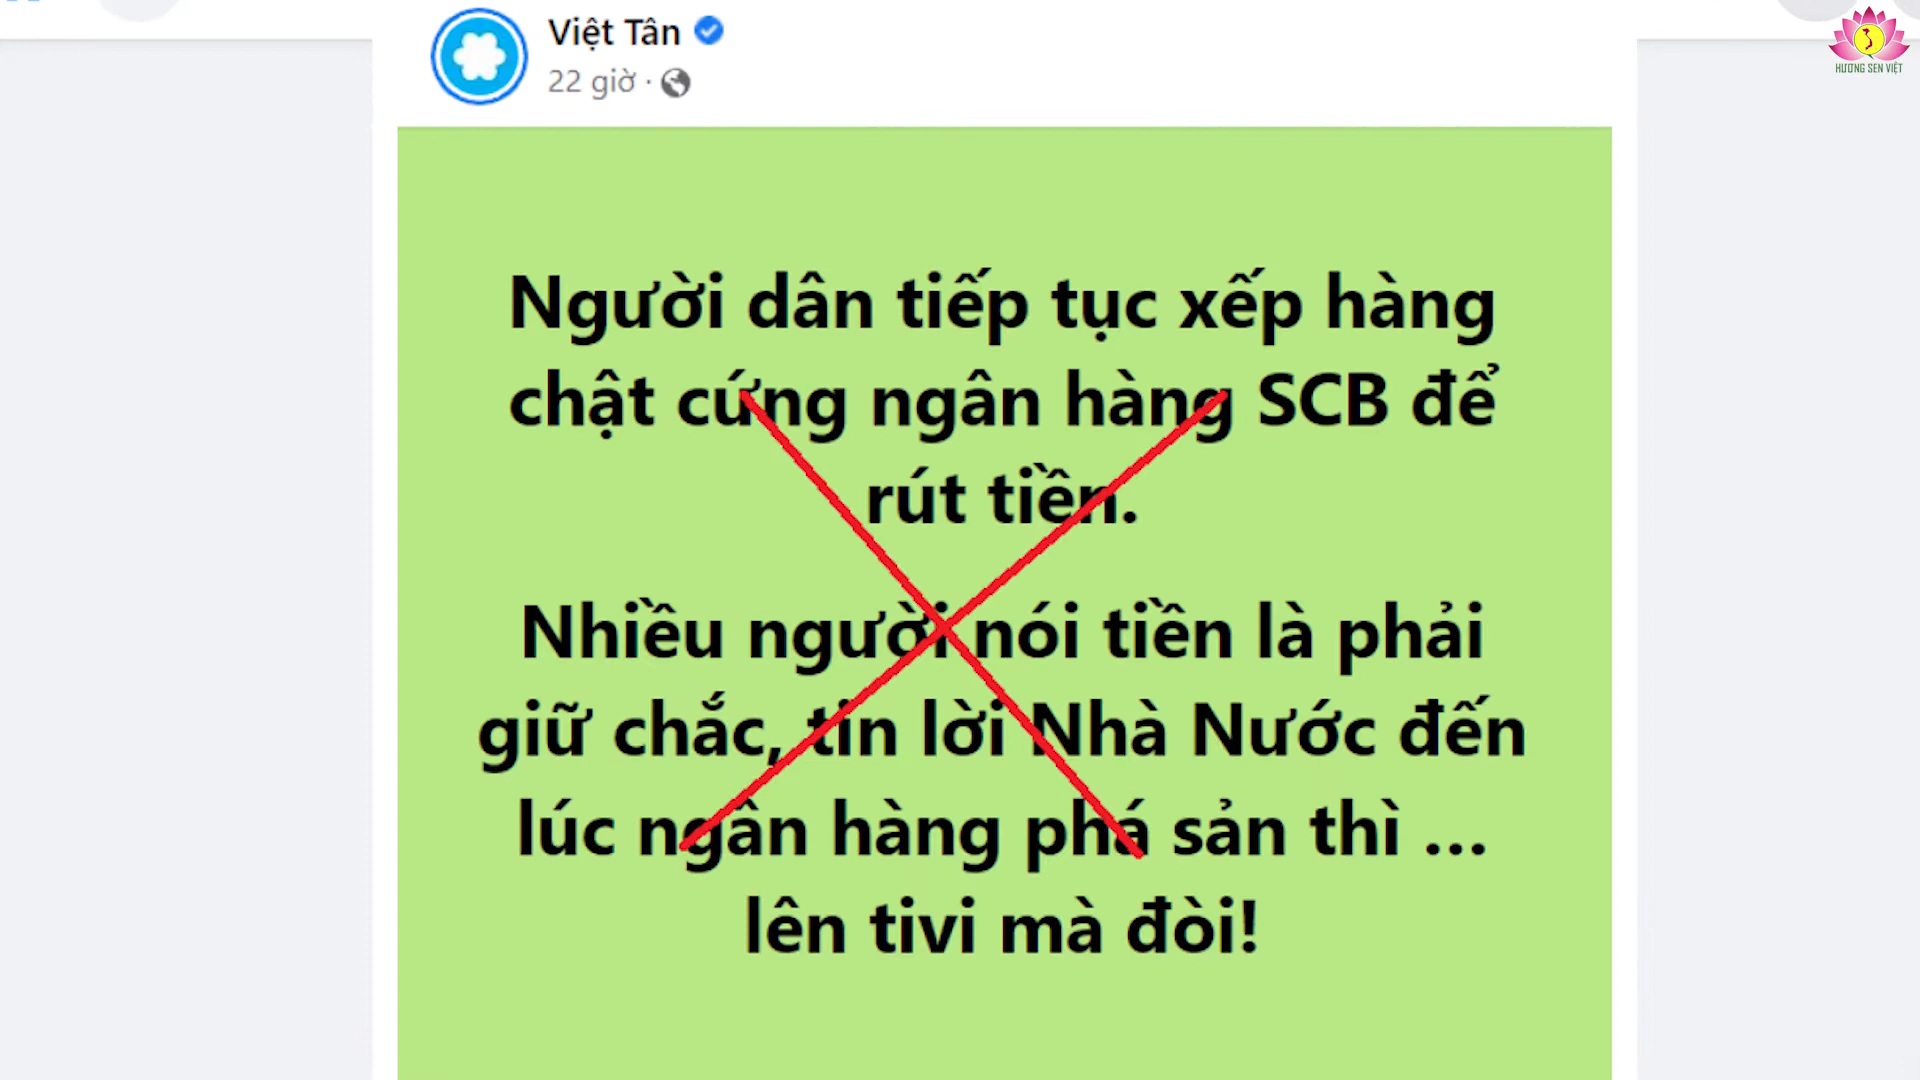 Việt Tân
22 giờ ·
HƯƠNG SEN VIỆT
Người dân tiếp tục xếp hàng
chật cứng ngân hàng SCB để
rút tiền.
Nhiều người nói tiền là phải
giữ chắc, tin lời Nhà Nước đến
lúc ngân hàng phá sản thì ...
lên tivi mà đòi!